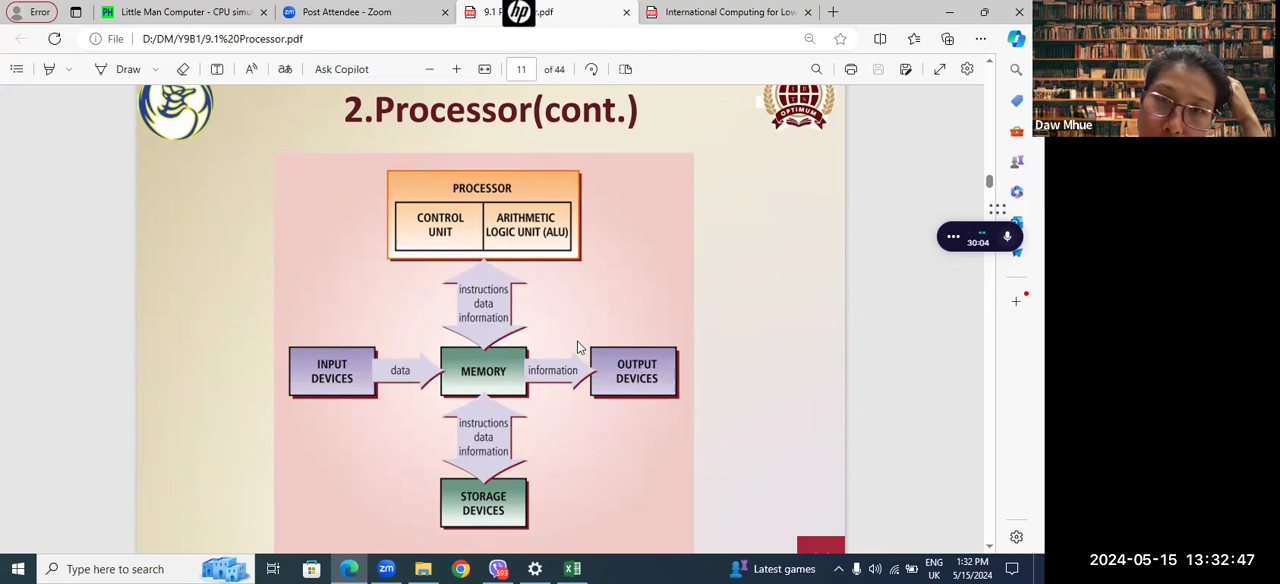 Error
Little Man Computer - CPU simul
Post Attendee - Zoom
9.1 P
r.pdf
International Computing for Low
hp
File
D:/DM/Y9B1/9.1%20Processor.pdf
Draw
Ask Copilot
11
of 44
2.Processor(cont.)
OPTIMUM
PROCESSOR
CONTROL
UNIT
ARITHMETIC
LOGIC UNIT (ALU)
instructions
data
information
INPUT
DEVICES
data
MEMORY
information
OUTPUT
DEVICES
instructions
data
information
STORAGE
DEVICES
Daw Mhue
30:04
Type here to search
Latest games
ENG
UK
1:32 PM
5/15/2024
2024-05-15 13:32:47